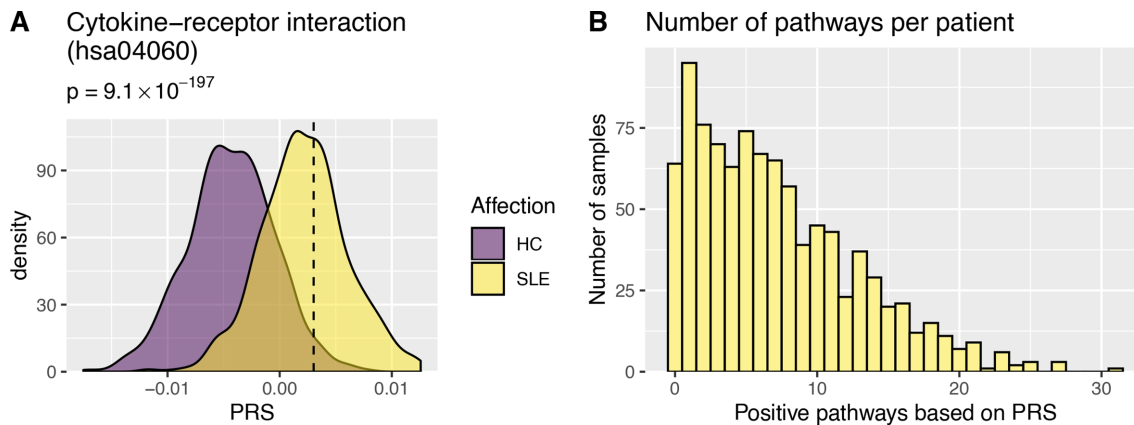 A
Cytokine−receptor interaction
(hsa04060)
p = 9.1×10−197
density
90
60
30
0
−0.01
0.00
0.01
PRS
Affection
HC
SLE
B
Number of pathways per patient
Number of samples
75
50
25
0
0
10
20
30
Positive pathways based on PRS